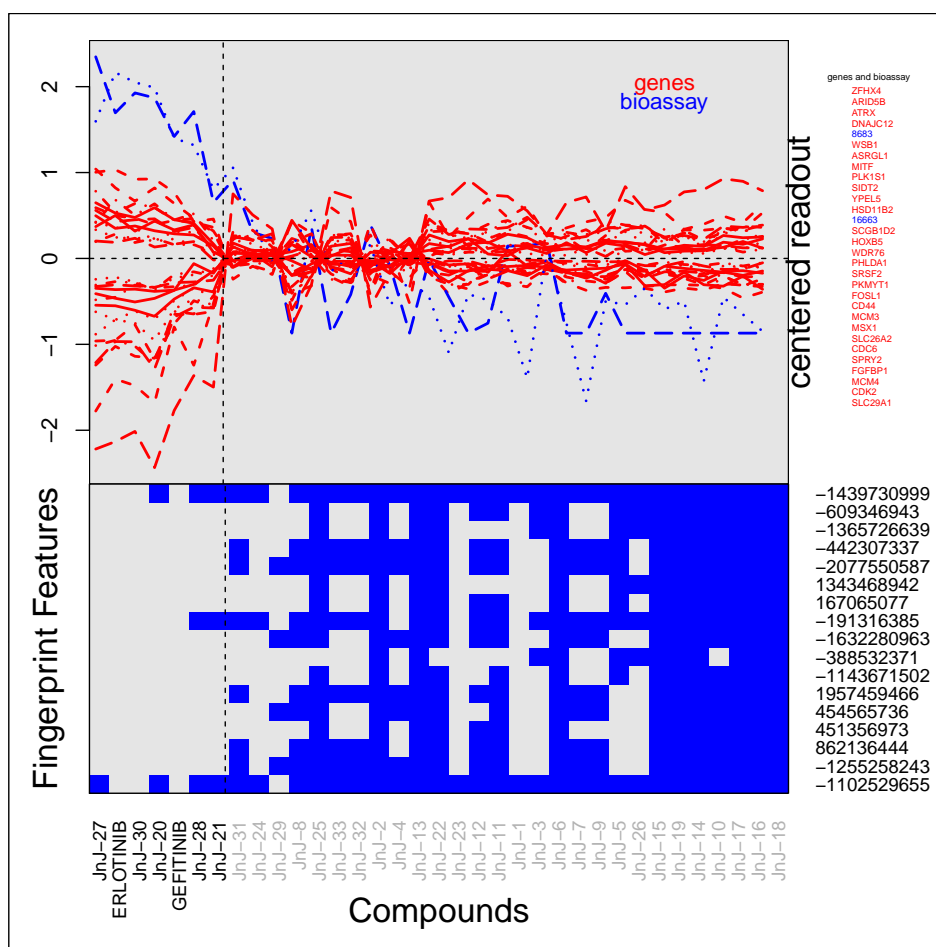 2
1
0
−1
−2
genes
bioassay
centered readout
genes and bioassay
ZFHX4
ARID5B
ATRX
DNAJC12
8683
WSB1
ASRGL1
MITF
PLK1S1
SIDT2
YPEL5
HSD11B2
16663
SCGB1D2
HOXB5
WDR76
PHLDA1
SRSF2
PKMYT1
FOSL1
CD44
MCM3
MSX1
SLC26A2
CDC6
SPRY2
FGFBP1
MCM4
CDK2
SLC29A1
Fingerprint Features
−1439730999
−609346943
−1365726639
−442307337
−2077550587
1343468942
167065077
−191316385
−1632280963
−388532371
−1143671502
1957459466
454565736
451356973
862136444
−1255258243
−1102529655
JnJ−27
ERLOTINIB
JnJ−30
JnJ−20
GEFITINIB
JnJ−28
JnJ−21
JnJ−31
JnJ−24
JnJ−29
JnJ−8
JnJ−25
JnJ−33
JnJ−32
JnJ−2
JnJ−4
JnJ−13
JnJ−22
JnJ−23
JnJ−12
JnJ−11
JnJ−1
JnJ−3
JnJ−6
JnJ−7
JnJ−9
JnJ−5
JnJ−26
JnJ−15
JnJ−19
JnJ−14
JnJ−10
JnJ−17
JnJ−16
JnJ−18
Compounds